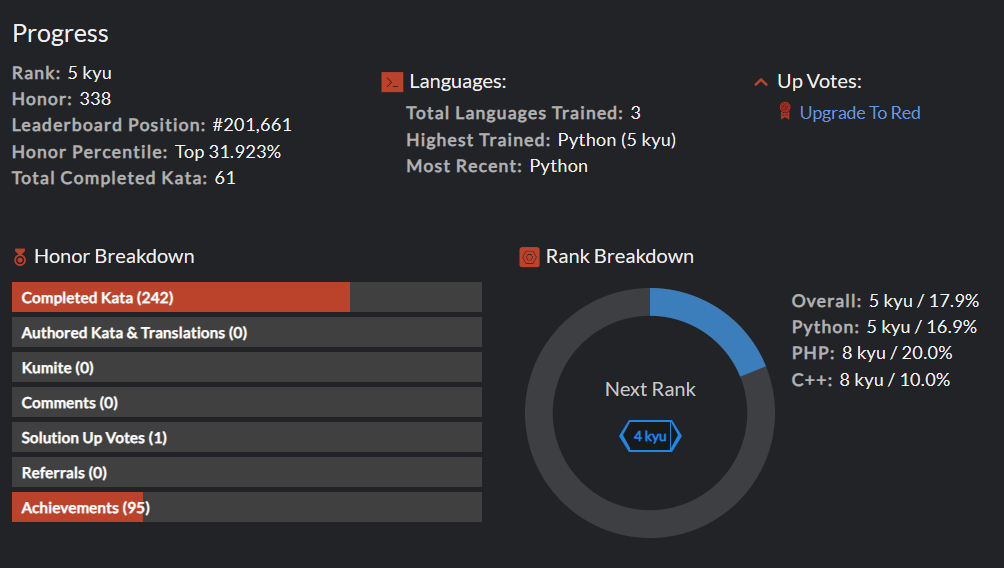 Progress
Rank: 5 kyu
Honor: 338
Leaderboard Position: #201,661
Honor Percentile: Top 31.923%
Total Completed Kata: 61
Languages:
Total Languages Trained: 3
Highest Trained: Python (5 kyu)
Most Recent: Python
Up Votes:
Upgrade To Red
Honor Breakdown
Completed Kata (242)
Authored Kata & Translations (0)
Kumite (0)
Comments (0)
Solution Up Votes (1)
Referrals (0)
Achievements (95)
Rank Breakdown
Next Rank
4 kyu
Overall: 5 kyu / 17.9%
Python: 5 kyu / 16.9%
PHP: 8 kyu / 20.0%
C++: 8 kyu / 10.0%